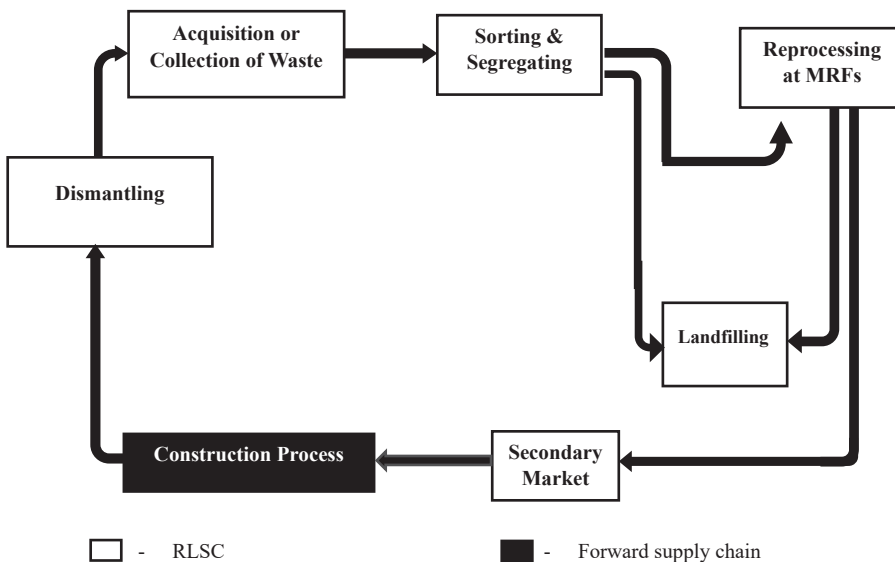 Acquisition or
Collection of Waste
Sorting &
Segregating
Reprocessing
at MRFs
Dismantling
Landfilling
Construction Process
Secondary
Market
- RLSC
- Forward supply chain